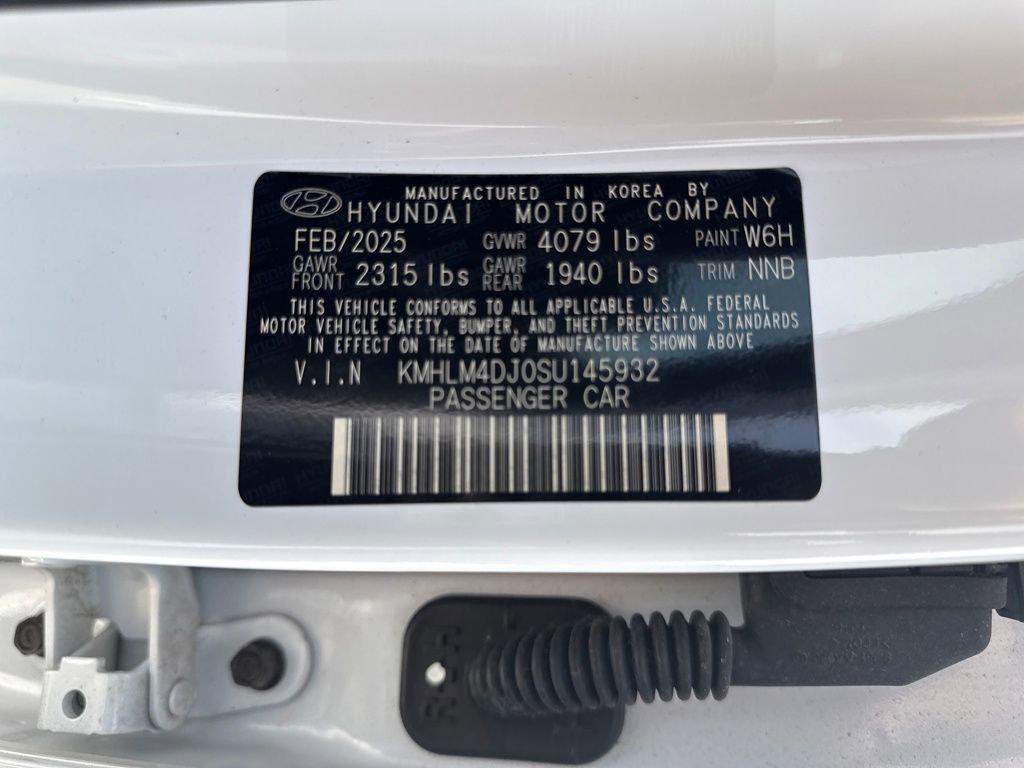 MANUFACTURED IN KOREA BY
HYUNDAI MOTOR COMPANY
FEB/2025 GVWR 4079 lbs PAINT W6H
GAWR FRONT 2315 lbs GAWR REAR 1940 lbs TRIM NNB
THIS VEHICLE CONFORMS TO ALL APPLICABLE U.S.A. FEDERAL
MOTOR VEHICLE SAFETY, BUMPER, AND THEFT PREVENTION STANDARDS
IN EFFECT ON THE DATE OF MANUFACTURE SHOWN ABOVE
V.I.N KMHLM4DJ0SU145932
PASSENGER CAR